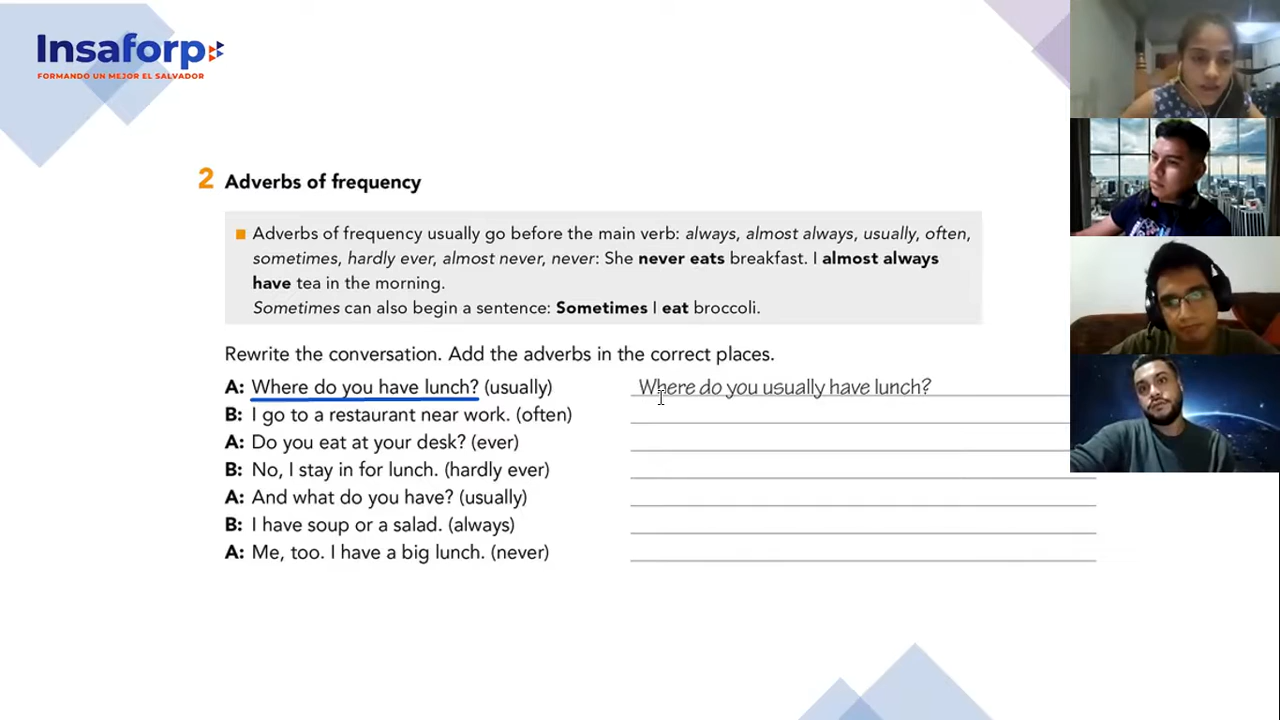 Insaforp
FORMANDO UN MEJOR EL SALVADOR
2 Adverbs of frequency
Adverbs of frequency usually go before the main verb: always, almost always, usually, often,
sometimes, hardly ever, almost never, never: She never eats breakfast. I almost always
have tea in the morning.
Sometimes can also begin a sentence: Sometimes I eat broccoli.
Rewrite the conversation. Add the adverbs in the correct places.
A: Where do you have lunch? (usually) Where do you usually have lunch?
B: I go to a restaurant near work. (often)
A: Do you eat at your desk? (ever)
B: No, I stay in for lunch. (hardly ever)
A: And what do you have? (usually)
B: I have soup or a salad. (always)
A: Me, too. I have a big lunch. (never)